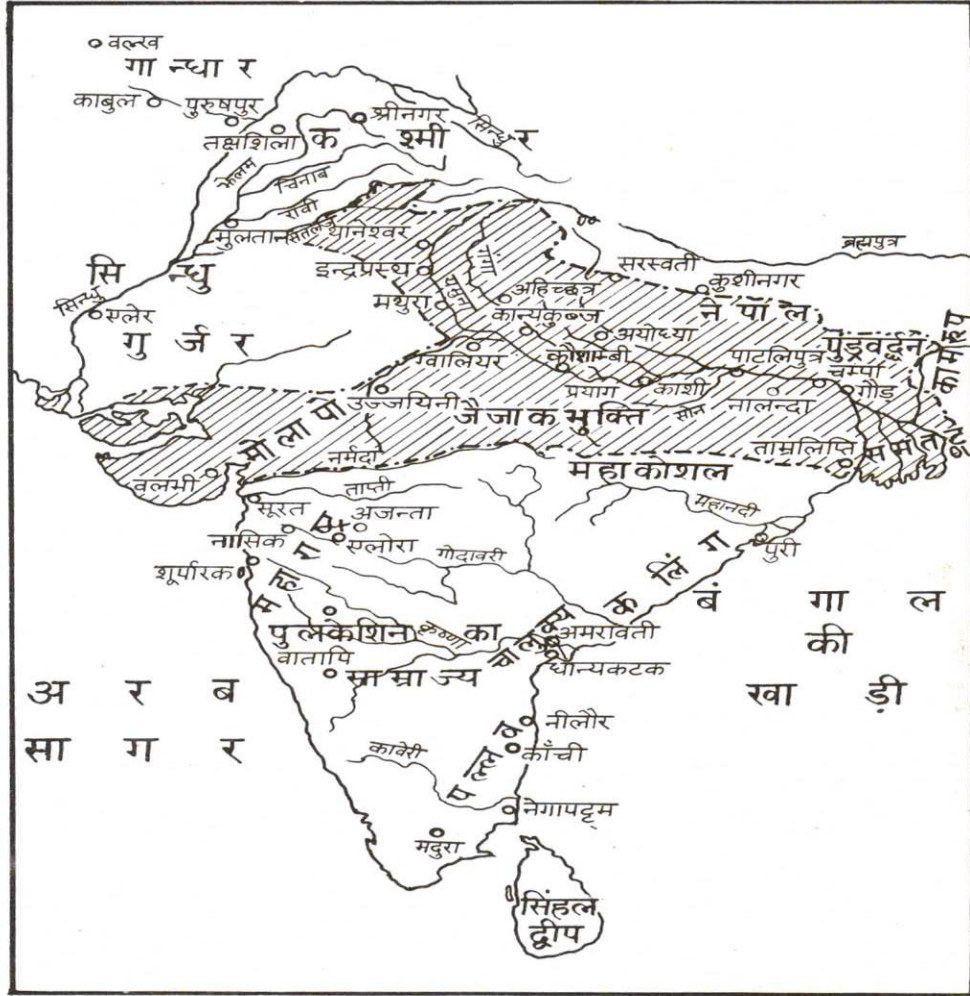 वल्ख
गान्धार
काबुल पुरुषपुर
श्रीनगर
सिन्धु
तक्षशिला
कश्मीर
झेलम
चिनाब
रावी
मुलतान सतलज थानेश्वर
ब्रह्मपुत्र
सिन्धु
इन्द्रप्रस्थ
गंगा
सरस्वती
कुशीनगर
सिन्धु
एलेर
मथुरा यमुना
अहिच्छत्र
नेपाल
कान्यकुब्ज
गुर्जर
अयोध्या
पुंड्रवर्द्धन
कामरूप
ग्वालियर
कौशाम्बी
पाटलिपुत्र
चम्पा
उज्जयिनी
प्रयाग काशी
सोन नालन्दा
गौड़
जैजाकभुक्ति
मोलापो
ताम्रलिप्ति
समतट
नर्मदा
महाकोशल
वलभी
ताप्ती
सूरत
महानदी
अजन्ता
नासिक
एलोरा
गोदावरी
पुरी
महाराष्ट्र
शूर्पारक
कलिंग
बंगाल
की
खाड़ी
पुलकेशिन का
कृष्णा
साम्राज्य
चालुक्य
अमरावती
वातापि
धान्यकटक
अरब
सागर
नीलौर
पल्लव
काँची
कावेरी
नेगापट्टम
मदुरा
सिंहल
द्वीप